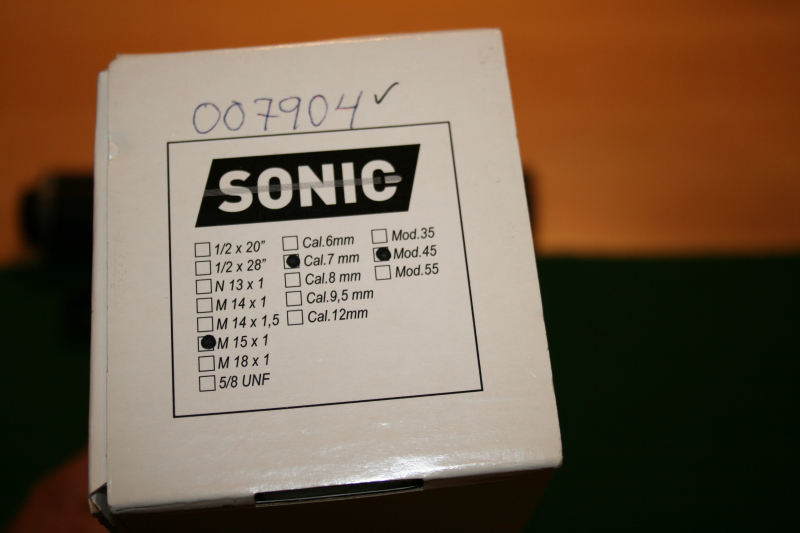 007904 ✓
SONIC
1/2 x 20"
1/2 x 28"
N 13 x 1
M 14 x 1
M 14 x 1,5
M 15 x 1
M 18 x 1
5/8 UNF
Cal.6mm
Cal.7 mm
Cal.8 mm
Cal.9,5 mm
Cal.12mm
Mod.35
Mod.45
Mod.55